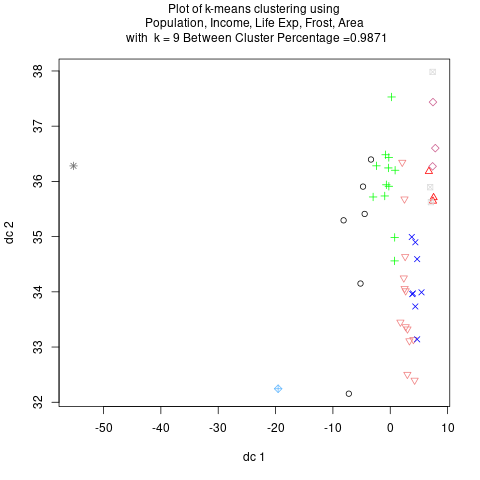 Plot of k-means clustering using
Population, Income, Life Exp, Frost, Area
with  k = 9 Between Cluster Percentage =0.9871
38
37
36
35
34
33
32
dc 2
-50
-40
-30
-20
-10
0
10
dc 1